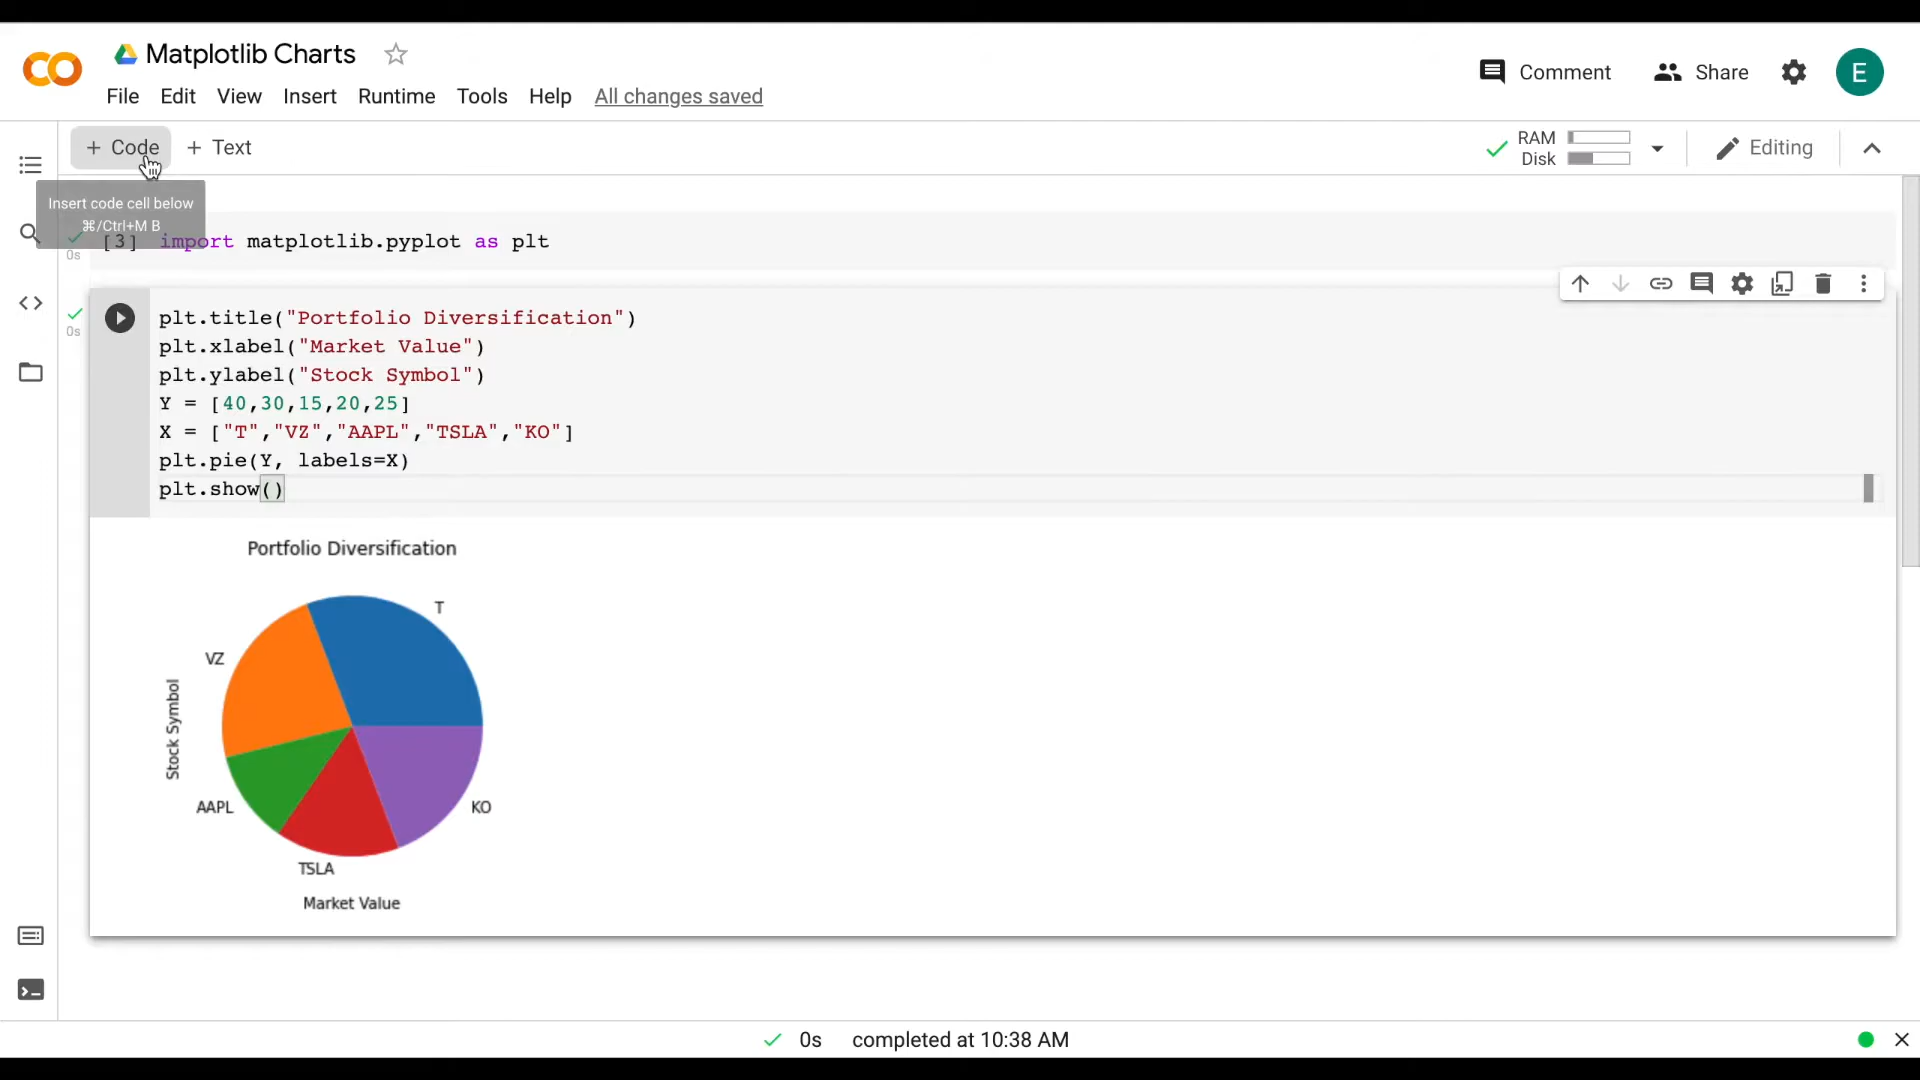 Matplotlib Charts
File Edit View Insert Runtime Tools Help All changes saved
Comment Share E
+ Code + Text
RAM
Disk
Editing
Insert code cell below
⌘/Ctrl+M B
[3] import matplotlib.pyplot as plt
0s
0s
plt.title("Portfolio Diversification")
plt.xlabel("Market Value")
plt.ylabel("Stock Symbol")
Y = [40,30,15,20,25]
X = ["T","VZ","AAPL","TSLA","KO"]
plt.pie(Y, labels=X)
plt.show()
Portfolio Diversification
T
VZ
Stock Symbol
AAPL
KO
TSLA
Market Value
0s completed at 10:38 AM